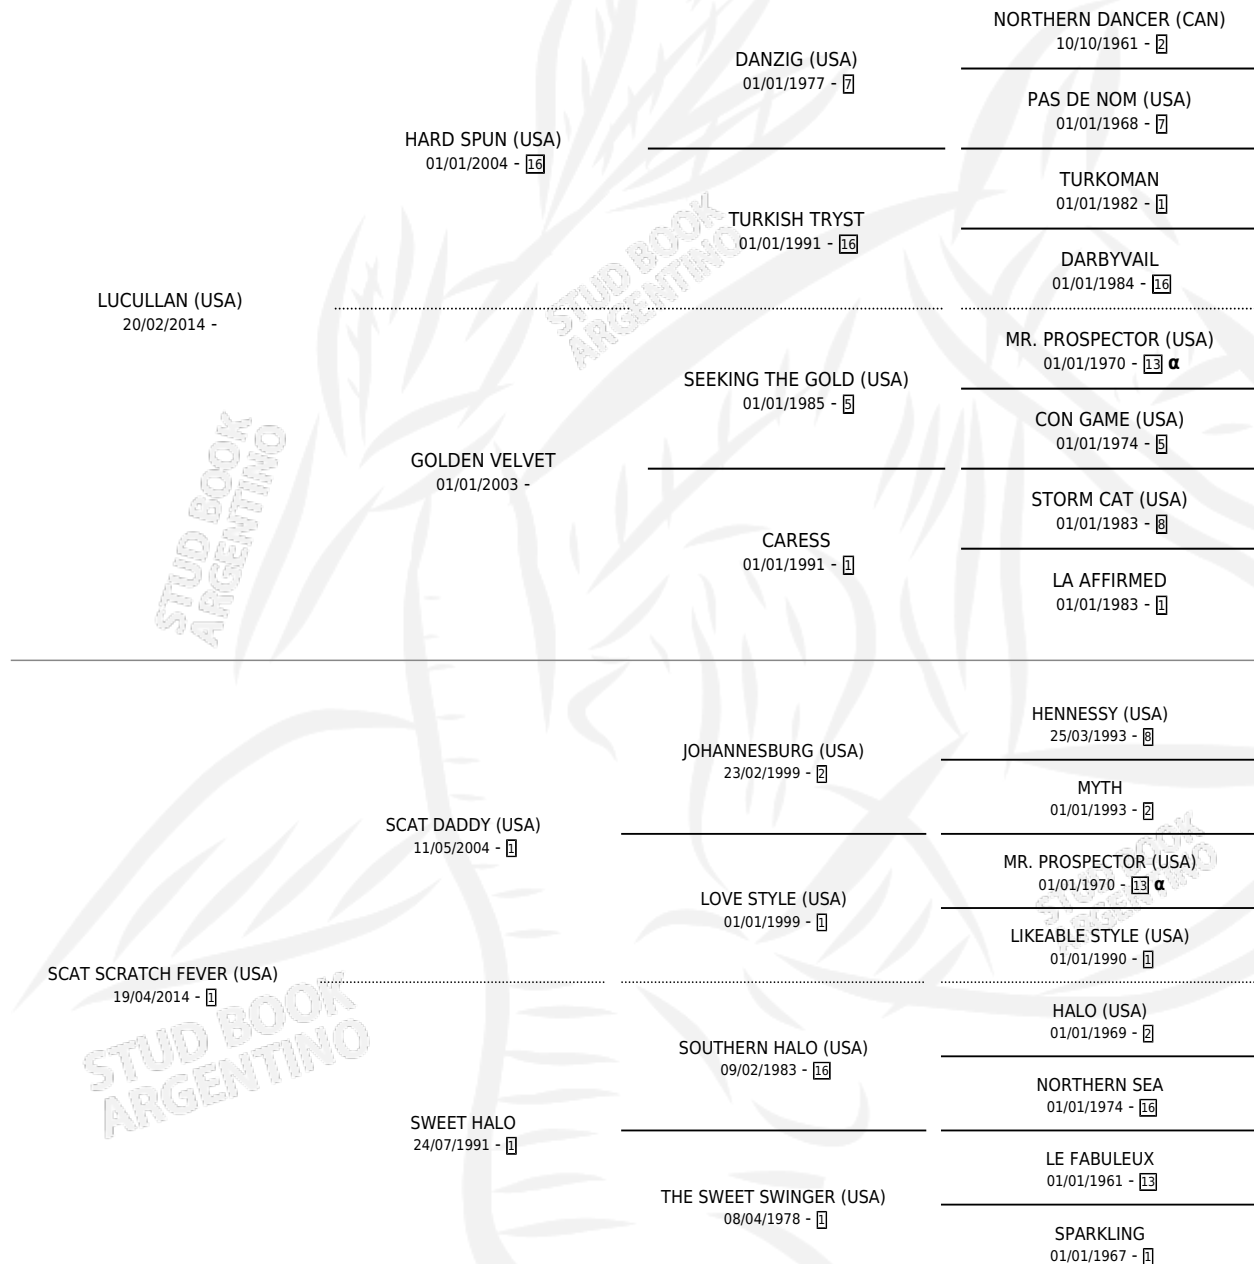 NORTHERN DANCER (CAN)
10/10/1961 - 2
DANZIG (USA)
01/01/1977 - 7
PAS DE NOM (USA)
01/01/1968 - 7
HARD SPUN (USA)
01/01/2004 - 16
TURKOMAN
01/01/1982 - 1
TURKISH TRYST
01/01/1991 - 16
DARBYVAIL
01/01/1984 - 16
LUCULLAN (USA)
20/02/2014 -
MR. PROSPECTOR (USA)
01/01/1970 - 13 α
SEEKING THE GOLD (USA)
01/01/1985 - 5
CON GAME (USA)
01/01/1974 - 5
GOLDEN VELVET
01/01/2003 -
STORM CAT (USA)
01/01/1983 - 8
CARESS
01/01/1991 - 1
LA AFFIRMED
01/01/1983 - 1
HENNESSY (USA)
25/03/1993 - 8
JOHANNESBURG (USA)
23/02/1999 - 2
MYTH
01/01/1993 - 2
SCAT DADDY (USA)
11/05/2004 - 1
MR. PROSPECTOR (USA)
01/01/1970 - 13 α
LOVE STYLE (USA)
01/01/1999 - 1
LIKEABLE STYLE (USA)
01/01/1990 - 1
SCAT SCRATCH FEVER (USA)
19/04/2014 - 1
HALO (USA)
01/01/1969 - 2
SOUTHERN HALO (USA)
09/02/1983 - 16
NORTHERN SEA
01/01/1974 - 16
SWEET HALO
24/07/1991 - 1
LE FABULEUX
01/01/1961 - 13
THE SWEET SWINGER (USA)
08/04/1978 - 1
SPARKLING
01/01/1967 - 1
STUD BOOK
ARGENTINO
STUD BOOK
ARGENTINO
STUD BOOK
ARGENTINO
STUD BOOK
ARGENTINO